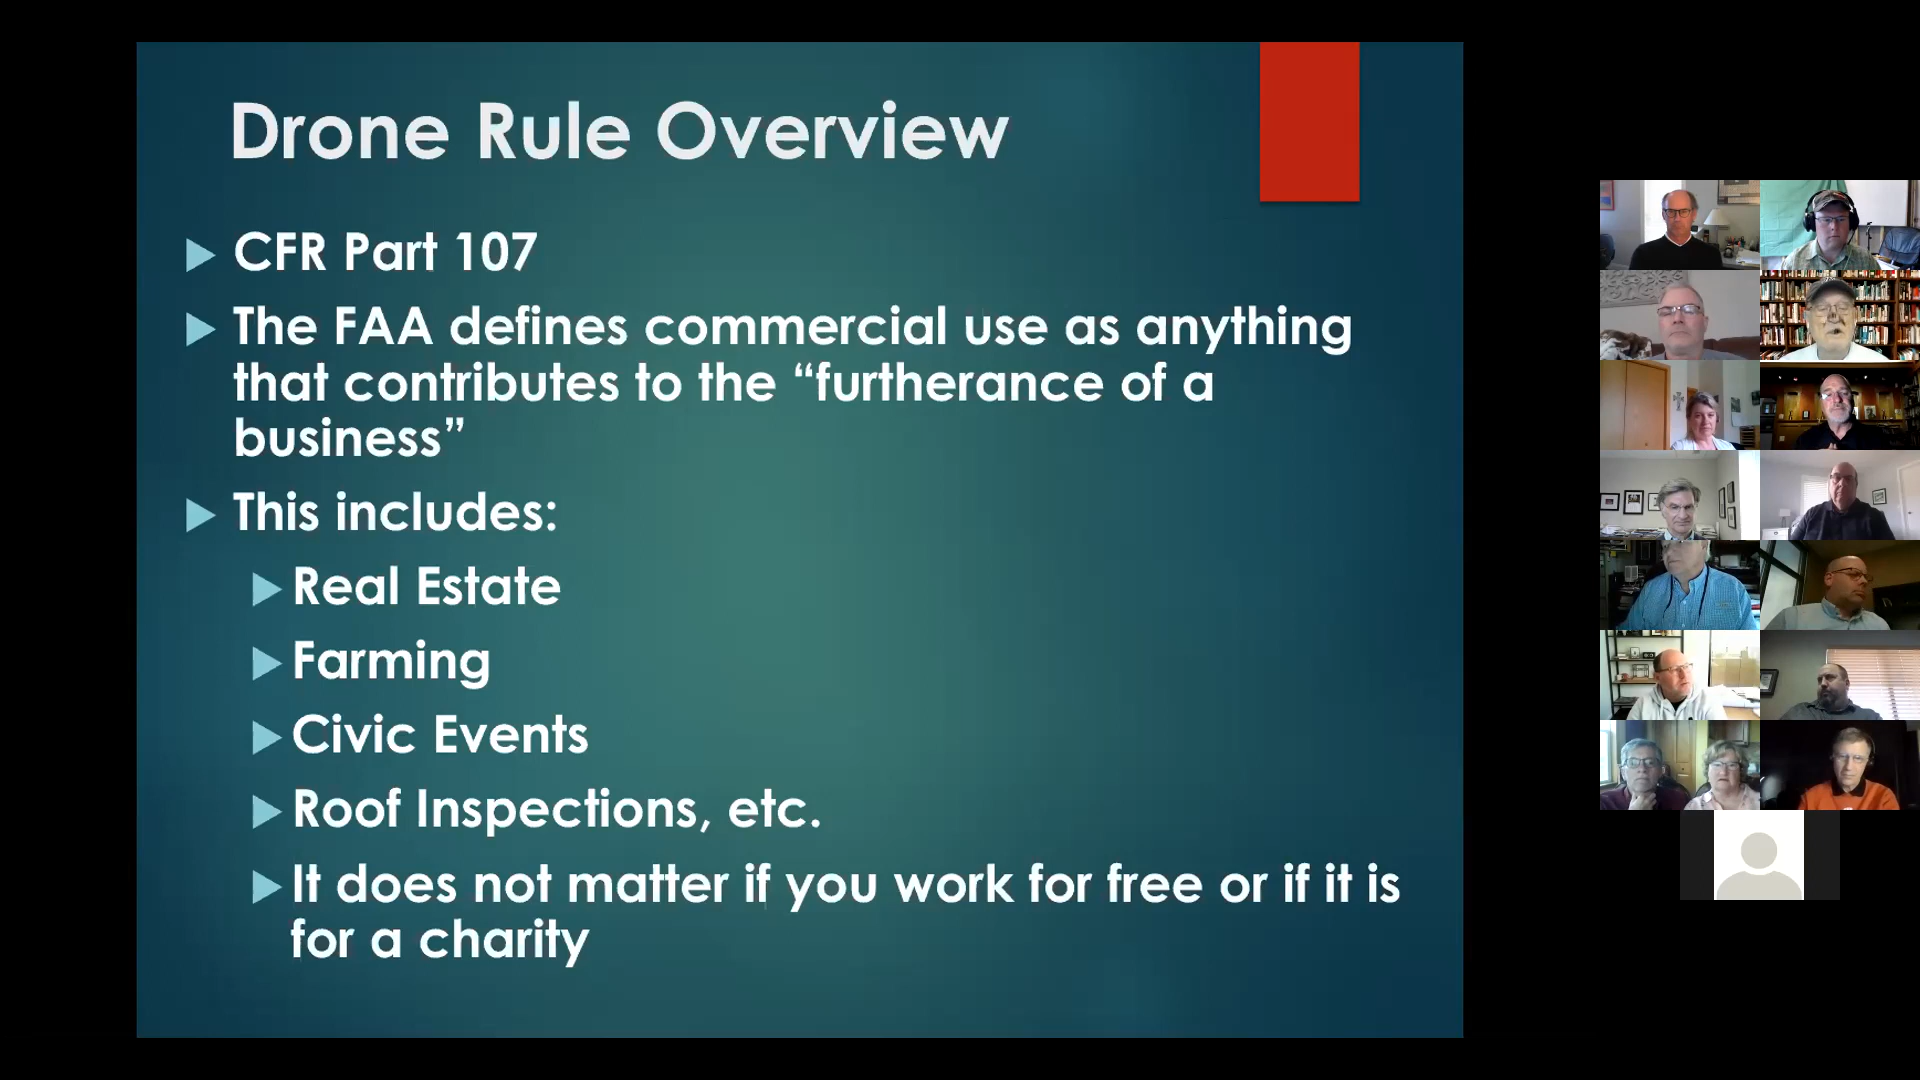 Drone Rule Overview
CFR Part 107
The FAA defines commercial use as anything
that contributes to the “furtherance of a
business”
This includes:
Real Estate
Farming
Civic Events
Roof Inspections, etc.
It does not matter if you work for free or if it is
for a charity